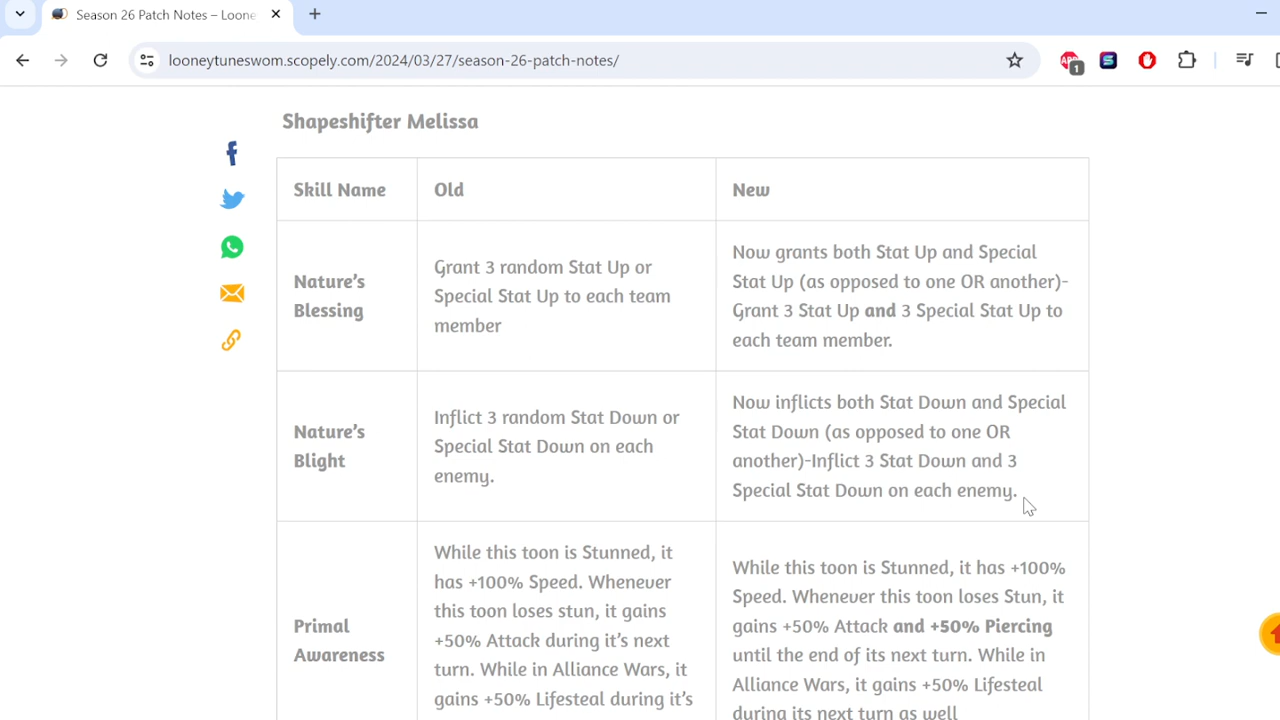 Season 26 Patch Notes – Loone
looneytuneswom.scopely.com/2024/03/27/season-26-patch-notes/
1
Shapeshifter Melissa
Skill Name
Old
New
Nature's
Blessing
Grant 3 random Stat Up or
Special Stat Up to each team
member
Now grants both Stat Up and Special
Stat Up (as opposed to one OR another)-
Grant 3 Stat Up and 3 Special Stat Up to
each team member.
Nature's
Blight
Inflict 3 random Stat Down or
Special Stat Down on each
enemy.
Now inflicts both Stat Down and Special
Stat Down (as opposed to one OR
another)-Inflict 3 Stat Down and 3
Special Stat Down on each enemy.
Primal
Awareness
While this toon is Stunned, it
has +100% Speed. Whenever
this toon loses stun, it gains
+50% Attack during it's next
turn. While in Alliance Wars, it
gains +50% Lifesteal during it's
While this toon is Stunned, it has +100%
Speed. Whenever this toon loses Stun, it
gains +50% Attack and +50% Piercing
until the end of its next turn. While in
Alliance Wars, it gains +50% Lifesteal
during its next turn as well